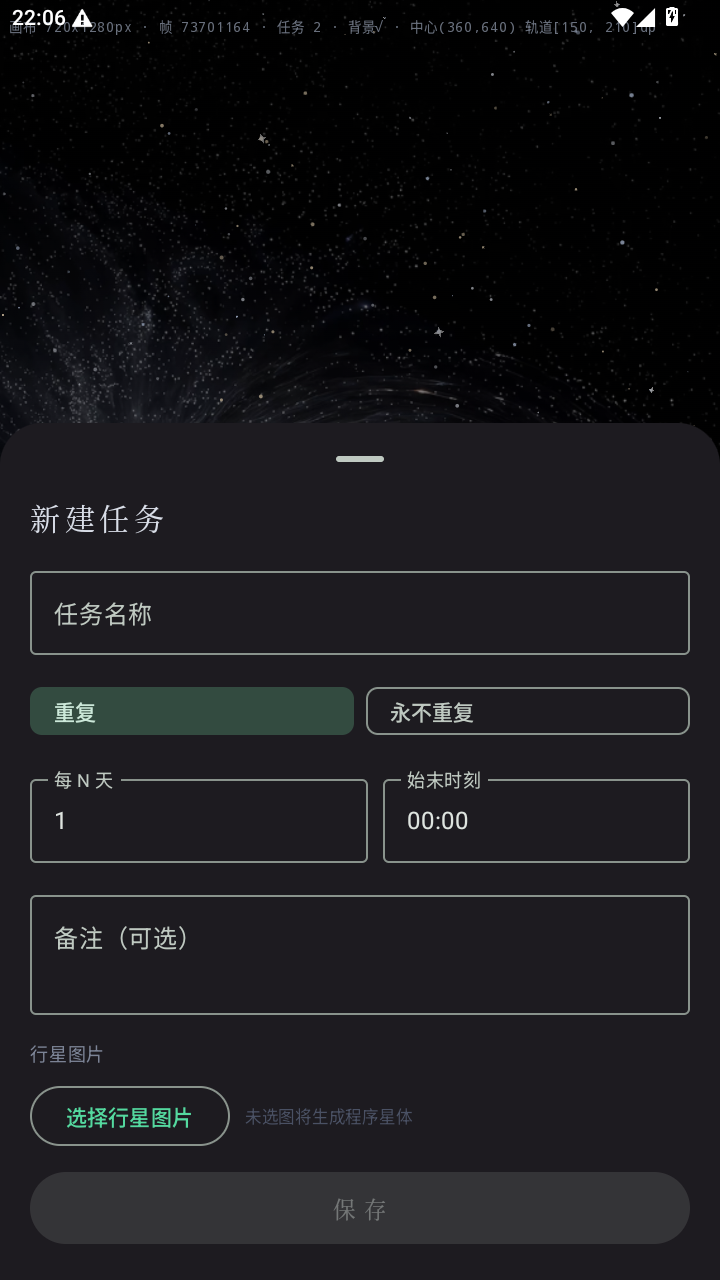 22:06
画布 720x1280px · 帧 73701164 · 任务 2 · 背景√ · 中心(360,640) 轨道[150, 210]dp
新建任务
任务名称
重复 永不重复
每 N 天 始末时刻
1 00:00
备注（可选）
行星图片
选择行星图片 未选图将生成程序星体
保存